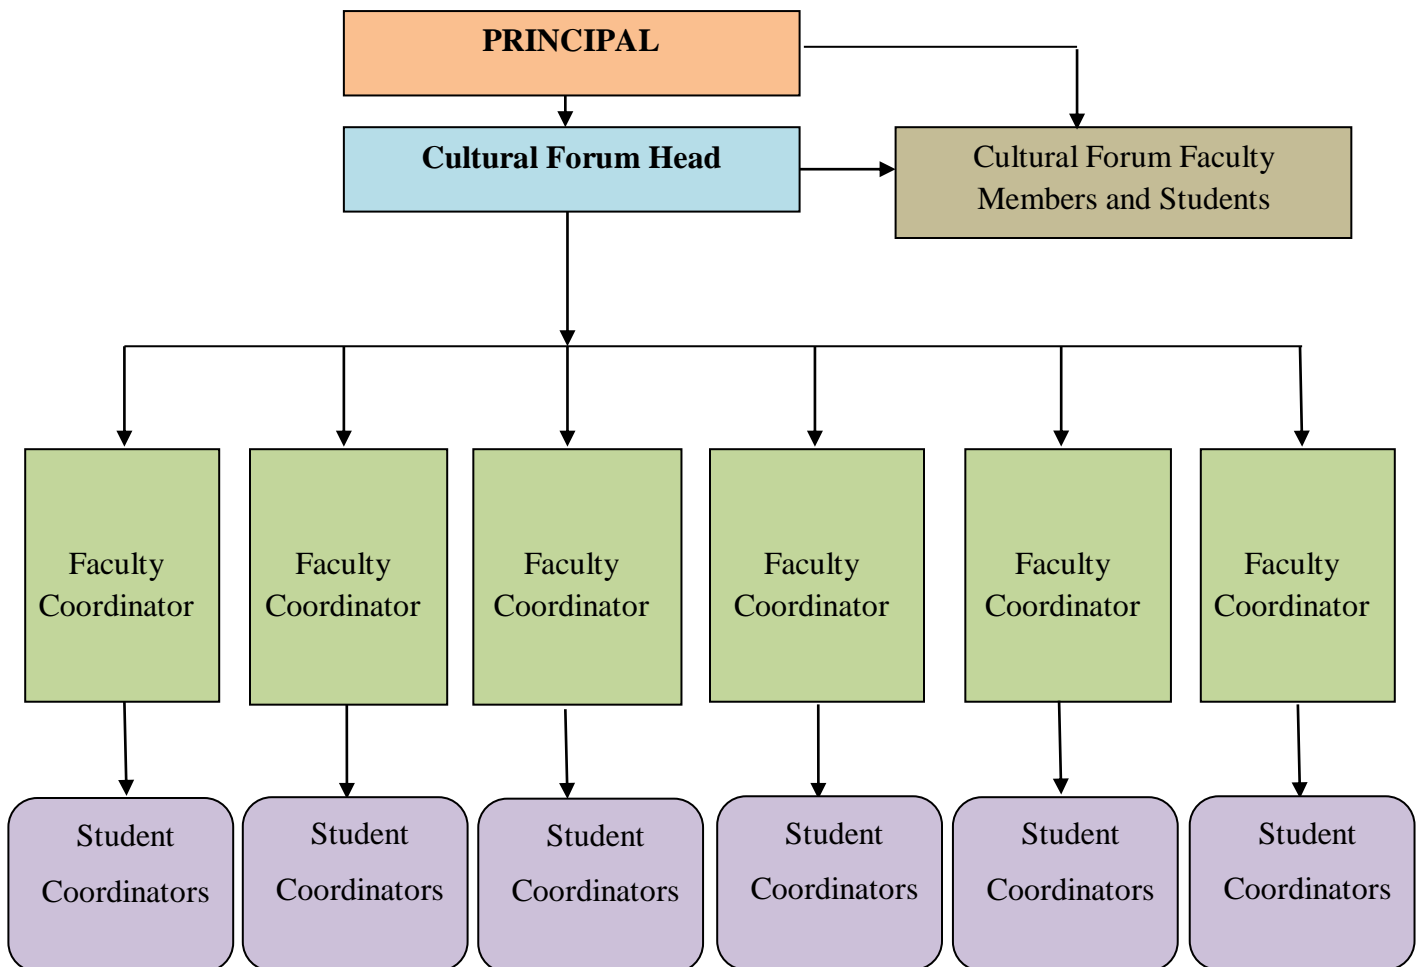 PRINCIPAL
Cultural Forum Head
Cultural Forum Faculty
Members and Students
Faculty
Coordinator
Faculty
Coordinator
Faculty
Coordinator
Faculty
Coordinator
Faculty
Coordinator
Faculty
Coordinator
Student
Coordinators
Student
Coordinators
Student
Coordinators
Student
Coordinators
Student
Coordinators
Student
Coordinators